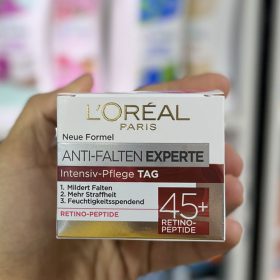 L'ORÉAL
PARIS
Neue Formel
ANTI-FALTEN EXPERTE
Intensiv-Pflege TAG
1. Mildert Falten
2. Mehr Straffheit
3. Feuchtigkeitsspendend
RETINO-PEPTIDE
45+
RETINO-
PEPTIDE